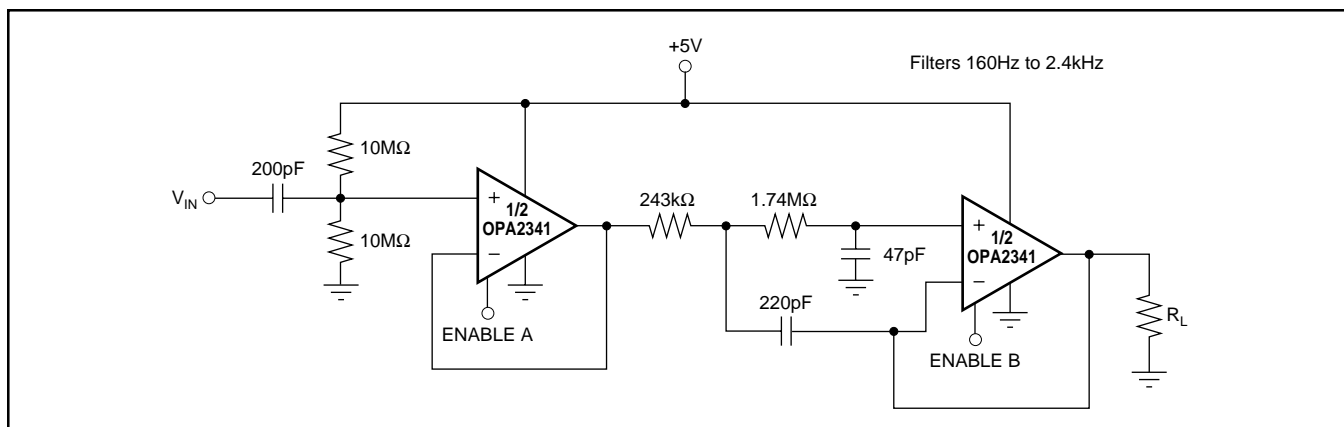 +5V
Filters 160Hz to 2.4kHz
10MΩ
200pF
V_IN
10MΩ
+
1/2
OPA2341
−
ENABLE A
243kΩ
1.74MΩ
47pF
220pF
+
1/2
OPA2341
−
ENABLE B
R_L